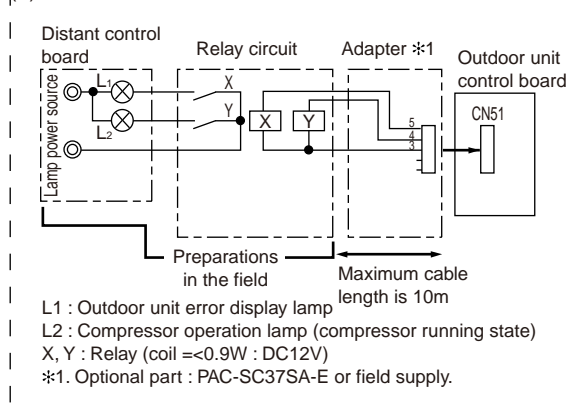 Distant control
board
Relay circuit
Adapter ✻1
Outdoor unit
control board
Lamp power source
L1
L2
X
Y
X
Y
5
4
3
CN51
Preparations
in the field
Maximum cable
length is 10m
L1 : Outdoor unit error display lamp
L2 : Compressor operation lamp (compressor running state)
X, Y : Relay (coil =<0.9W : DC12V)
✻1. Optional part : PAC-SC37SA-E or field supply.